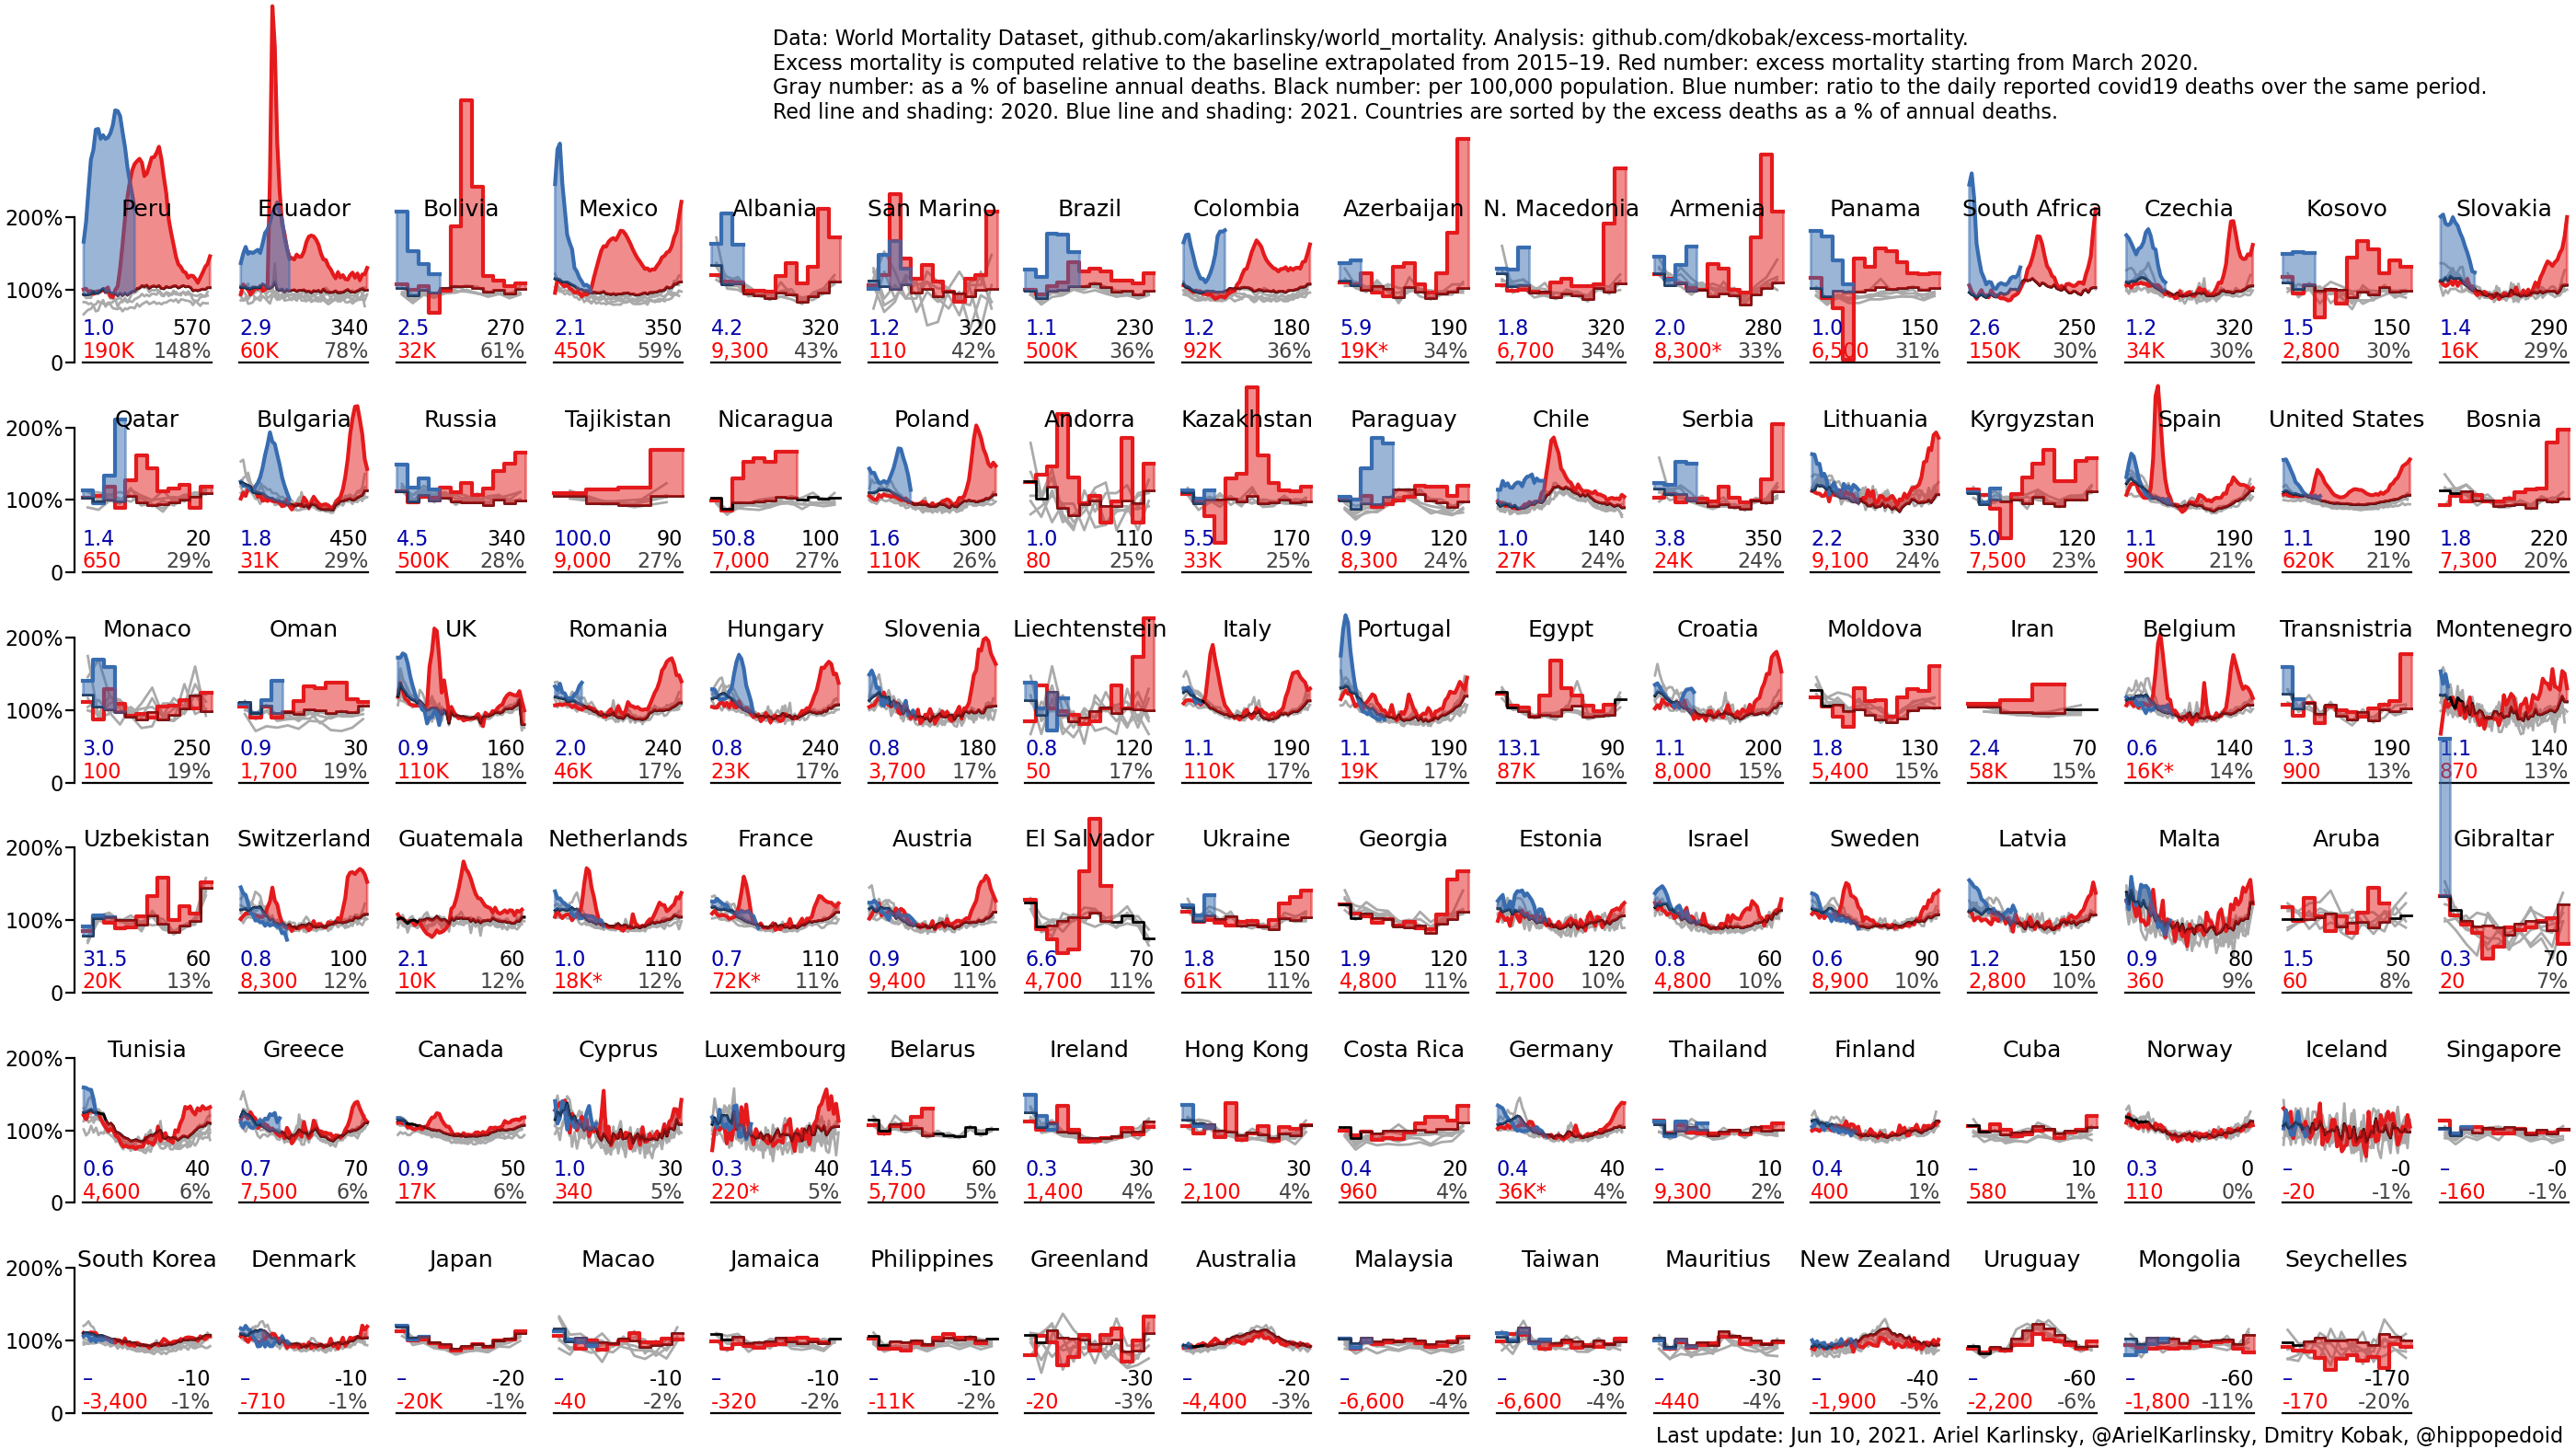 Data: World Mortality Dataset, github.com/akarlinsky/world_mortality. Analysis: github.com/dkobak/excess-mortality.
Excess mortality is computed relative to the baseline extrapolated from 2015–19. Red number: excess mortality starting from March 2020.
Gray number: as a % of baseline annual deaths. Black number: per 100,000 population. Blue number: ratio to the daily reported covid19 deaths over the same period.
Red line and shading: 2020. Blue line and shading: 2021. Countries are sorted by the excess deaths as a % of annual deaths.
Peru Ecuador Bolivia Mexico Albania San Marino Brazil Colombia Azerbaijan N. Macedonia Armenia Panama South Africa Czechia Kosovo Slovakia
200%
100%
1.0 570 2.9 340 2.5 270 2.1 350 4.2 320 1.2 320 1.1 230 1.2 180 5.9 190 1.8 320 2.0 280 1.0 150 2.6 250 1.2 320 1.5 150 1.4 290
190K 148% 60K 78% 32K 61% 450K 59% 9,300 43% 110 42% 500K 36% 92K 36% 19K* 34% 6,700 34% 8,300* 33% 6,500 31% 150K 30% 34K 30% 2,800 30% 16K 29%
0
Qatar Bulgaria Russia Tajikistan Nicaragua Poland Andorra Kazakhstan Paraguay Chile Serbia Lithuania Kyrgyzstan Spain United States Bosnia
200%
100%
1.4 20 1.8 450 4.5 340 100.0 90 50.8 100 1.6 300 1.0 110 5.5 170 0.9 120 1.0 140 3.8 350 2.2 330 5.0 120 1.1 190 1.1 190 1.8 220
650 29% 31K 29% 500K 28% 9,000 27% 7,000 27% 110K 26% 80 25% 33K 25% 8,300 24% 27K 24% 24K 24% 9,100 24% 7,500 23% 90K 21% 620K 21% 7,300 20%
0
Monaco Oman UK Romania Hungary Slovenia Liechtenstein Italy Portugal Egypt Croatia Moldova Iran Belgium Transnistria Montenegro
200%
100%
3.0 250 0.9 30 0.9 160 2.0 240 0.8 240 0.8 180 0.8 120 1.1 190 1.1 190 13.1 90 1.1 200 1.8 130 2.4 70 0.6 140 1.3 190 1.1 140
100 19% 1,700 19% 110K 18% 46K 17% 23K 17% 3,700 17% 50 17% 110K 17% 19K 17% 87K 16% 8,000 15% 5,400 15% 58K 15% 16K* 14% 900 13% 870 13%
0
Uzbekistan Switzerland Guatemala Netherlands France Austria El Salvador Ukraine Georgia Estonia Israel Sweden Latvia Malta Aruba Gibraltar
200%
100%
31.5 60 0.8 100 2.1 60 1.0 110 0.7 110 0.9 100 6.6 70 1.8 150 1.9 120 1.3 120 0.8 60 0.6 90 1.2 150 0.9 80 1.5 50 0.3 70
20K 13% 8,300 12% 10K 12% 18K* 12% 72K* 11% 9,400 11% 4,700 11% 61K 11% 4,800 11% 1,700 10% 4,800 10% 8,900 10% 2,800 10% 360 9% 60 8% 20 7%
0
Tunisia Greece Canada Cyprus Luxembourg Belarus Ireland Hong Kong Costa Rica Germany Thailand Finland Cuba Norway Iceland Singapore
200%
100%
0.6 40 0.7 70 0.9 50 1.0 30 0.3 40 14.5 60 0.3 30 – 30 0.4 20 0.4 40 – 10 0.4 10 – 10 0.3 0 – -0 – -0
4,600 6% 7,500 6% 17K 6% 340 5% 220* 5% 5,700 5% 1,400 4% 2,100 4% 960 4% 36K* 4% 9,300 2% 400 1% 580 1% 110 0% -20 -1% -160 -1%
0
South Korea Denmark Japan Macao Jamaica Philippines Greenland Australia Malaysia Taiwan Mauritius New Zealand Uruguay Mongolia Seychelles
200%
100%
– -10 – -10 – -20 – -10 – -10 – -10 – -30 – -20 – -20 – -30 – -30 – -40 – -60 – -60 – -170
-3,400 -1% -710 -1% -20K -1% -40 -2% -320 -2% -11K -2% -20 -3% -4,400 -3% -6,600 -4% -6,600 -4% -440 -4% -1,900 -5% -2,200 -6% -1,800 -11% -170 -20%
0
Last update: Jun 10, 2021. Ariel Karlinsky, @ArielKarlinsky, Dmitry Kobak, @hippopedoid